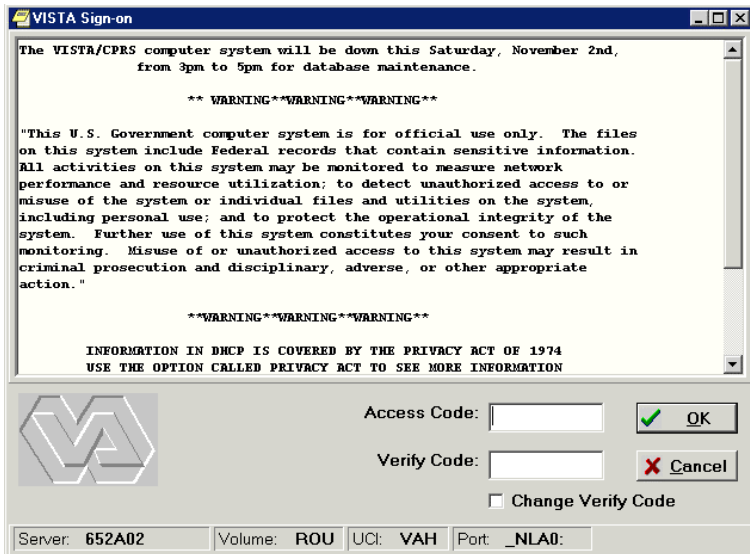 VISTA Sign-on
The VISTA/CPRS computer system will be down this Saturday, November 2nd,
from 3pm to 5pm for database maintenance.
** WARNING**WARNING**WARNING**
"This U.S. Government computer system is for official use only.  The files
on this system include Federal records that contain sensitive information.
All activities on this system may be monitored to measure network
performance and resource utilization; to detect unauthorized access to or
misuse of the system or individual files and utilities on the system,
including personal use; and to protect the operational integrity of the
system.  Further use of this system constitutes your consent to such
monitoring.  Misuse of or unauthorized access to this system may result in
criminal prosecution and disciplinary, adverse, or other appropriate
action."
**WARNING**WARNING**WARNING**
INFORMATION IN DHCP IS COVERED BY THE PRIVACY ACT OF 1974
USE THE OPTION CALLED PRIVACY ACT TO SEE MORE INFORMATION
Access Code:
OK
Verify Code:
Cancel
Change Verify Code
Server: 652A02 Volume: ROU UCI: VAH Port: _NLA0: